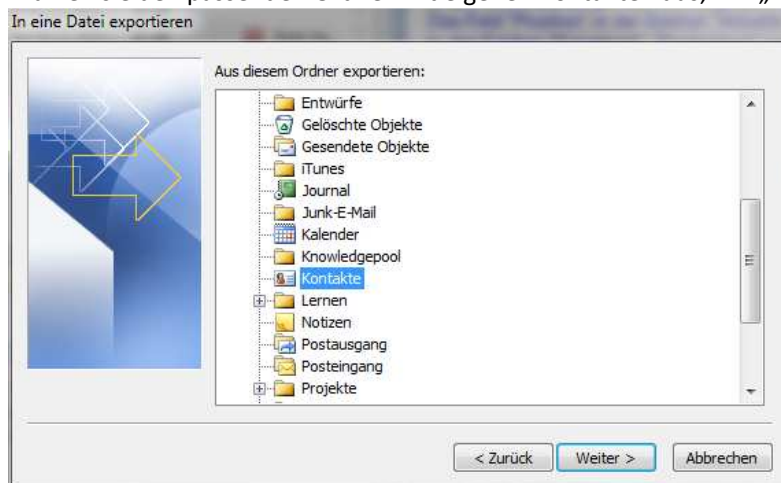 In eine Datei exportieren
Aus diesem Ordner exportieren:
Entwürfe
Gelöschte Objekte
Gesendete Objekte
iTunes
Journal
Junk-E-Mail
Kalender
Knowledgepool
Kontakte
Lernen
Notizen
Postausgang
Posteingang
Projekte
< Zurück
Weiter >
Abbrechen